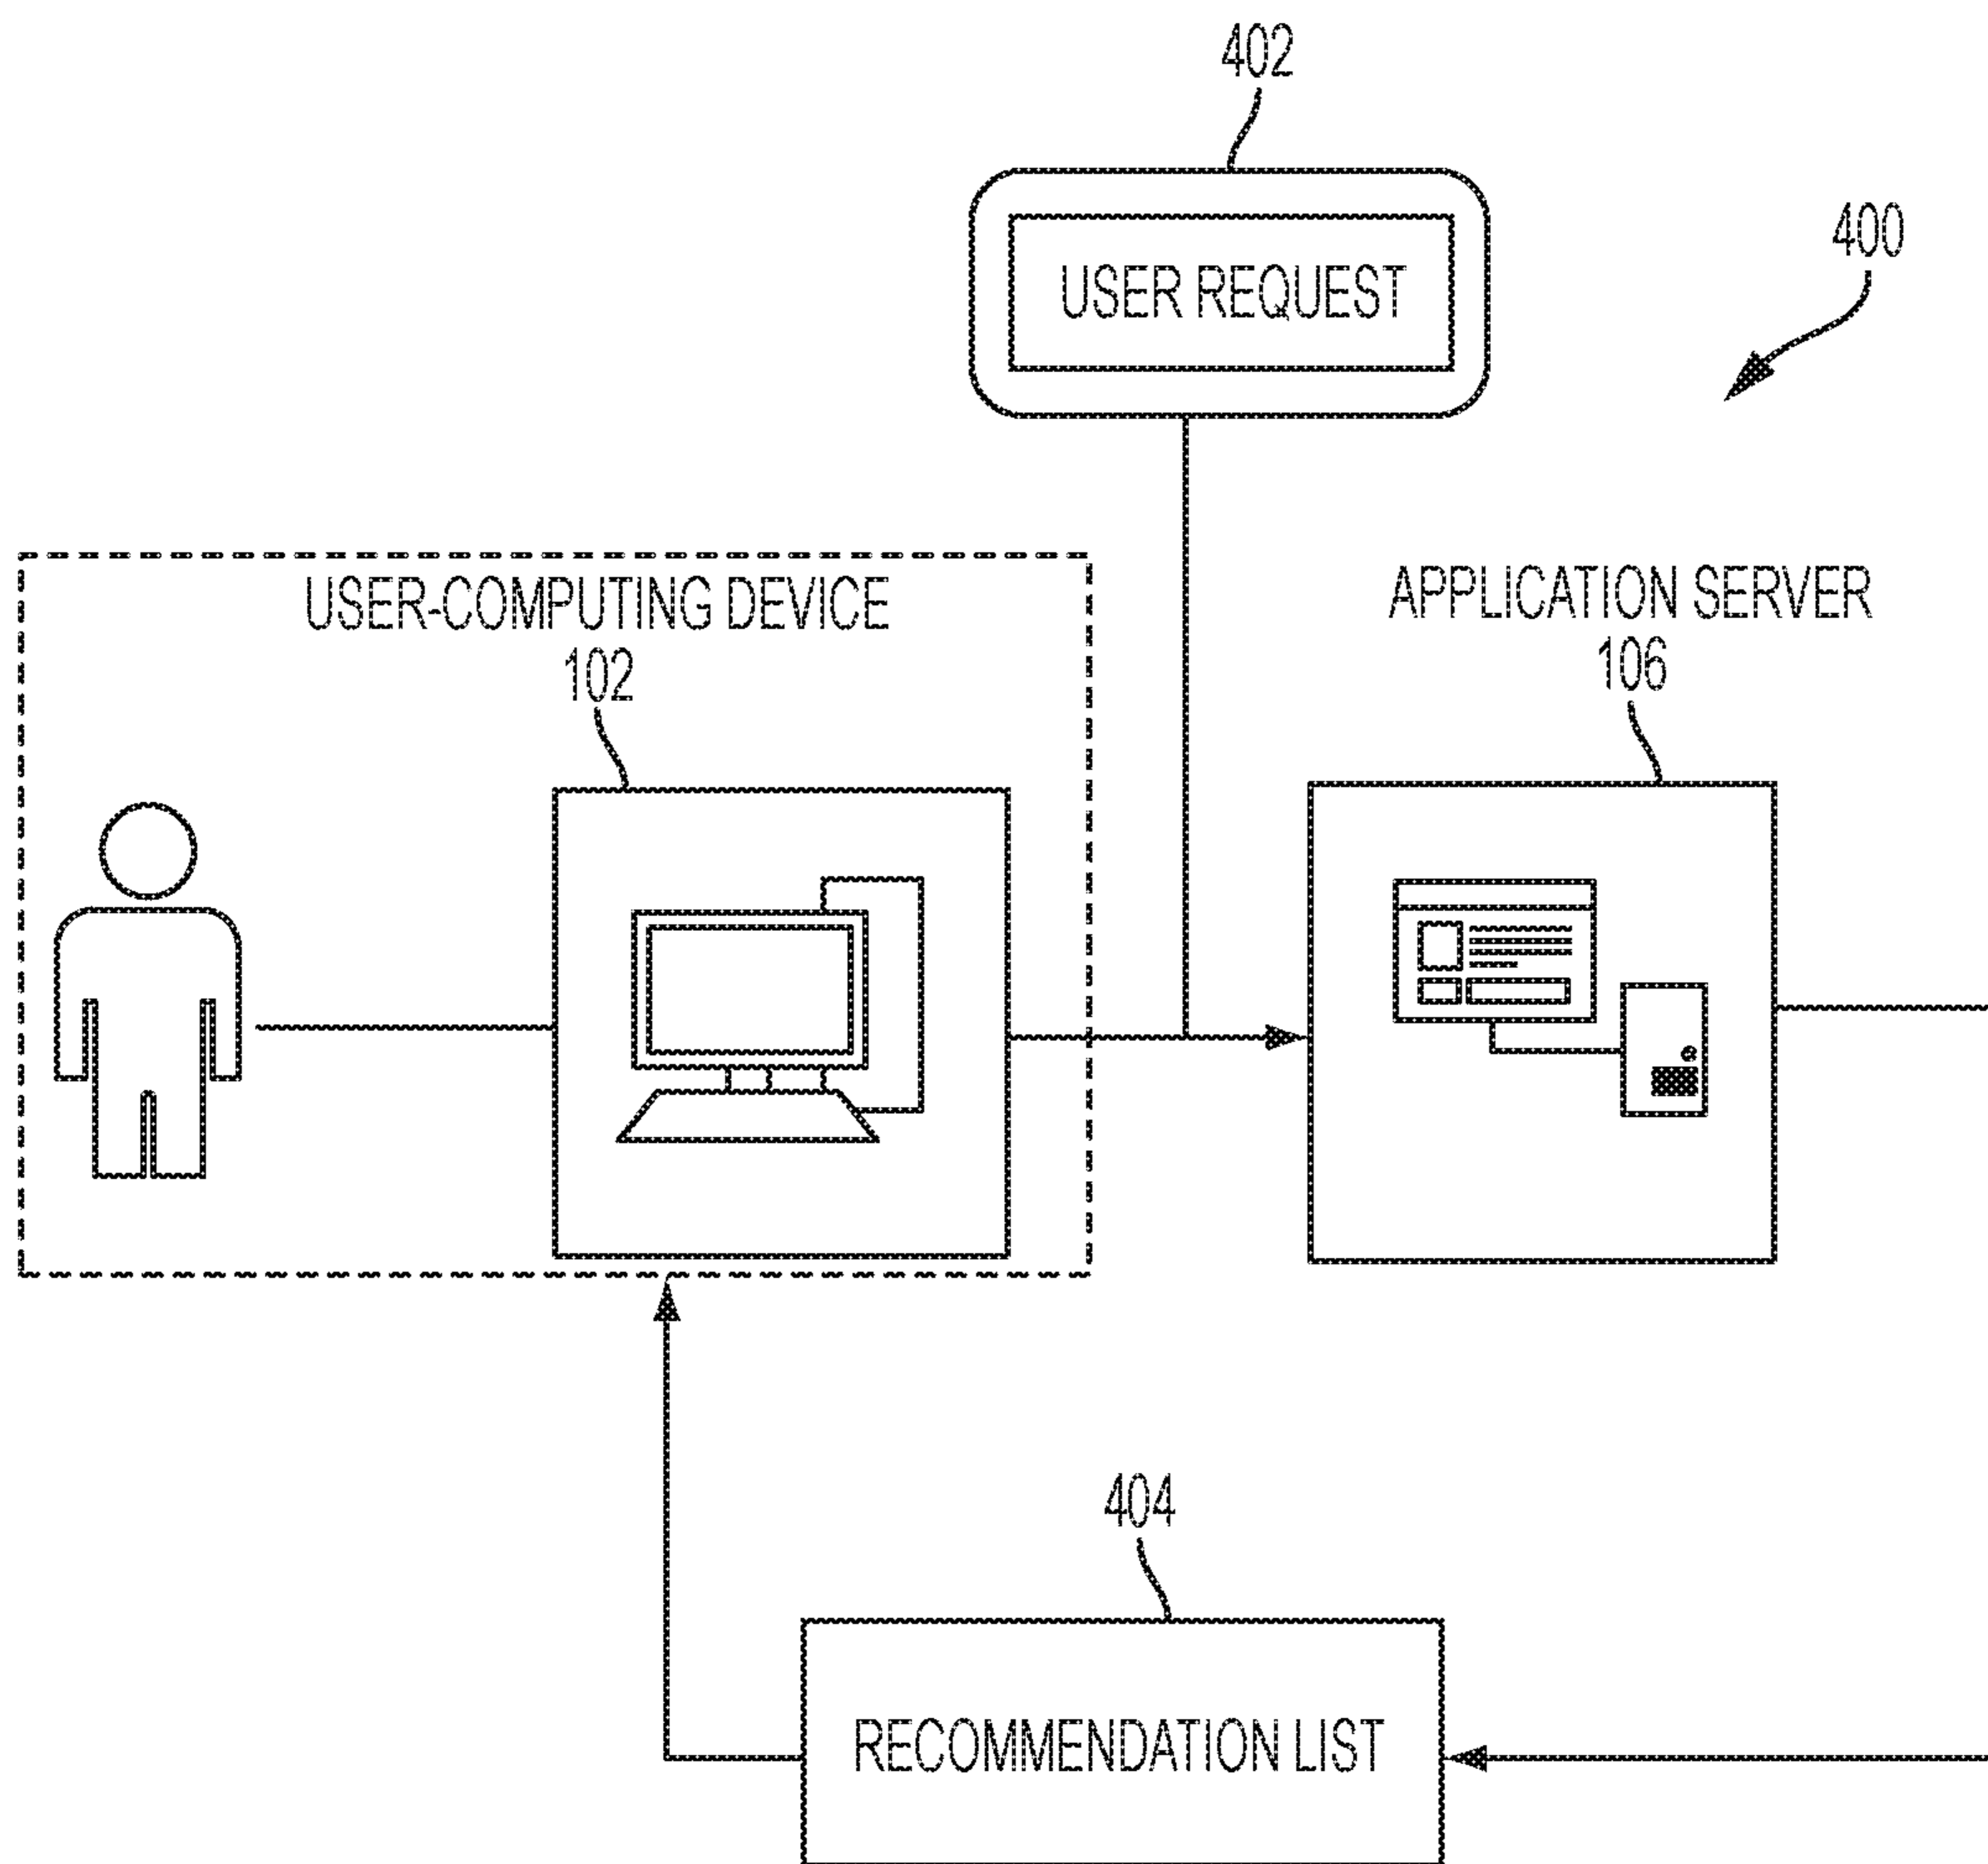 402
400
USER REQUEST
USER-COMPUTING DEVICE
102
APPLICATION SERVER
106
404
RECOMMENDATION LIST